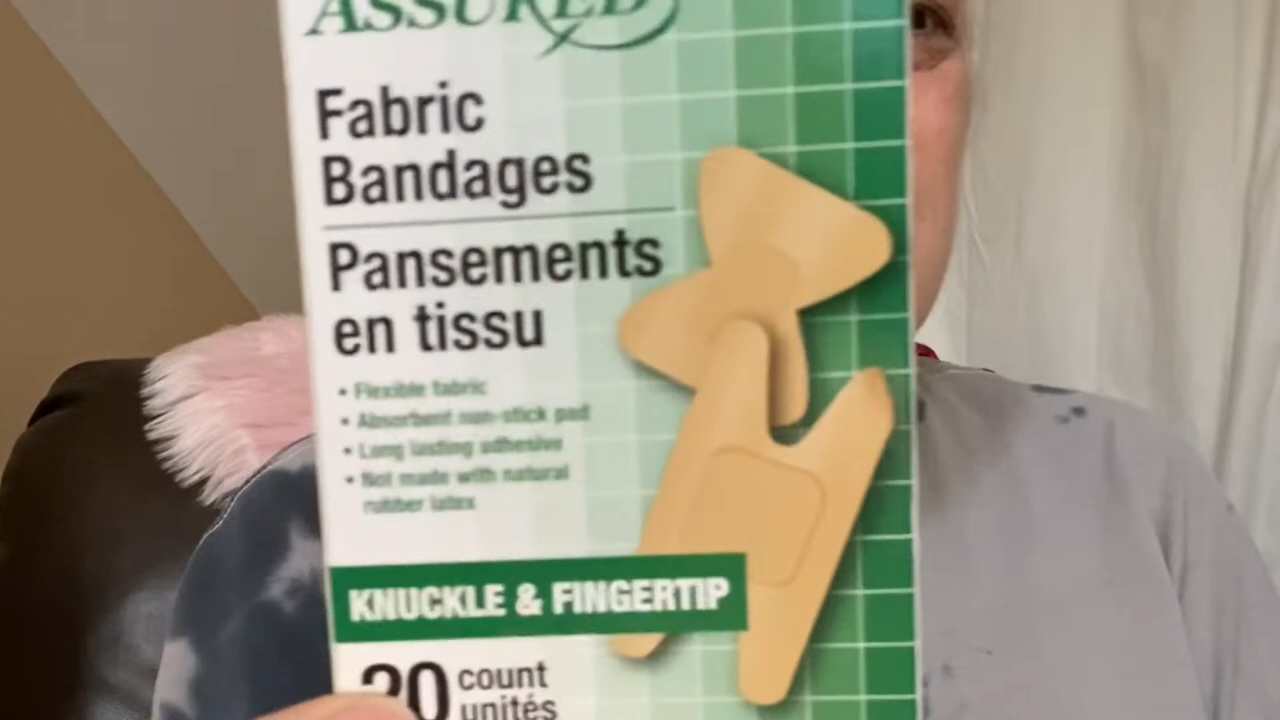 ASSURED
Fabric
Bandages
Pansements
en tissu
• Flexible fabric
• Absorbent non-stick pad
• Long lasting adhesive
• Not made with natural
rubber latex
KNUCKLE & FINGERTIP
20 count
unités